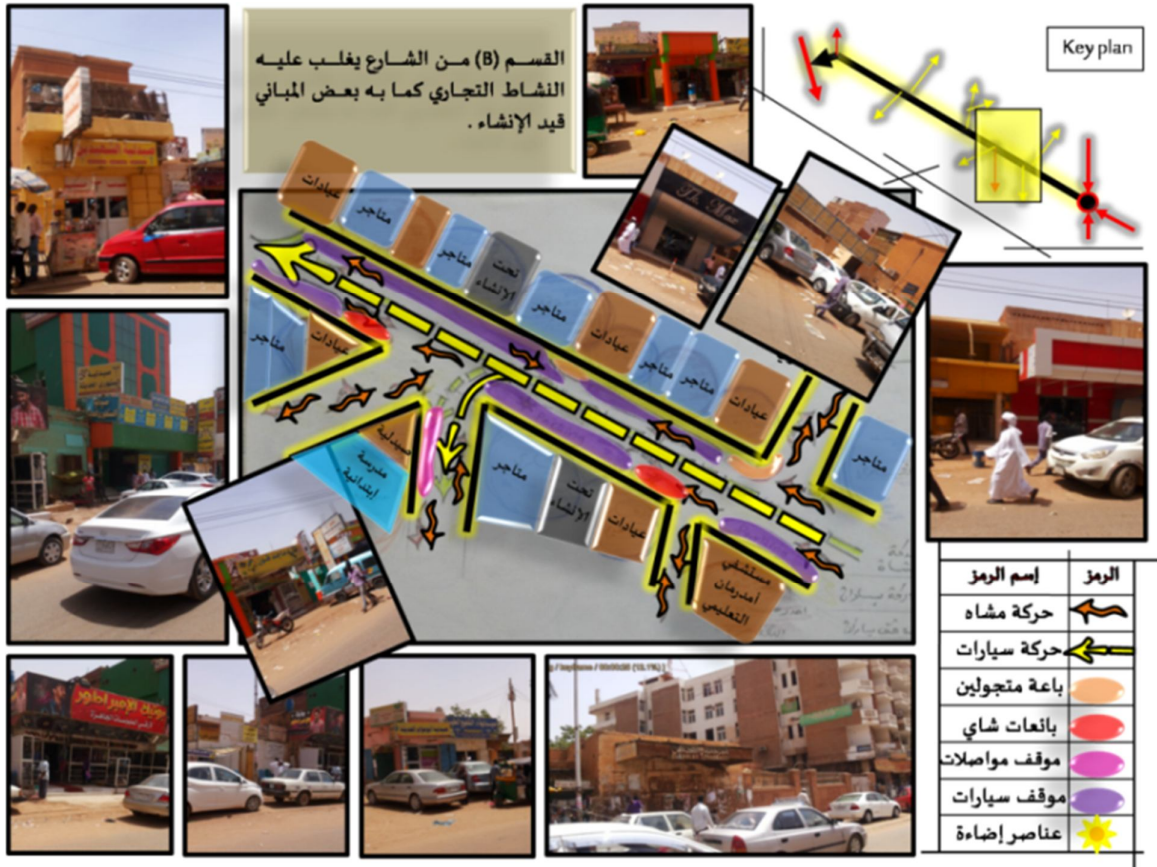 القسم (B) من الشارع يغلب عليه
النشاط التجاري كما به بعض المباني
قيد الإنشاء .
Key plan
عيادات
متاجر
متاجر
تحت
الإنشاء
متاجر
عيادات
متاجر
متاجر
عيادات
متاجر
متاجر
عيادات
صيدلية
مدرسة
إبتدائية
متاجر
تحت
الإنشاء
عيادات
مستشفى
أمدرمان
التعليمي
الرمز
إسم الرمز
حركة مشاه
حركة سيارات
باعة متجولين
بائعات شاي
موقف مواصلات
موقف سيارات
عناصر إضاءة